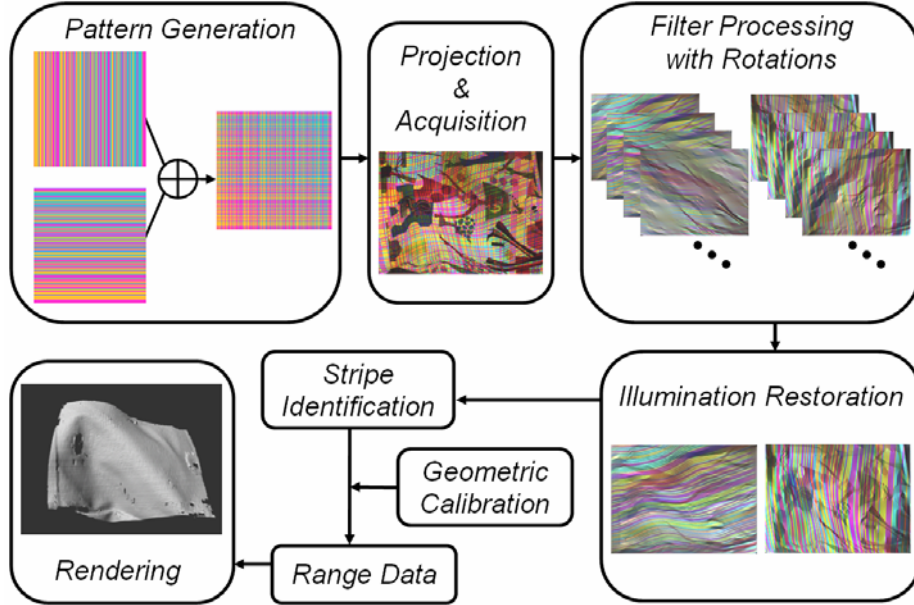 Pattern Generation
Projection
&
Acquisition
Filter Processing
with Rotations
Illumination Restoration
Stripe
Identification
Geometric
Calibration
Range Data
Rendering